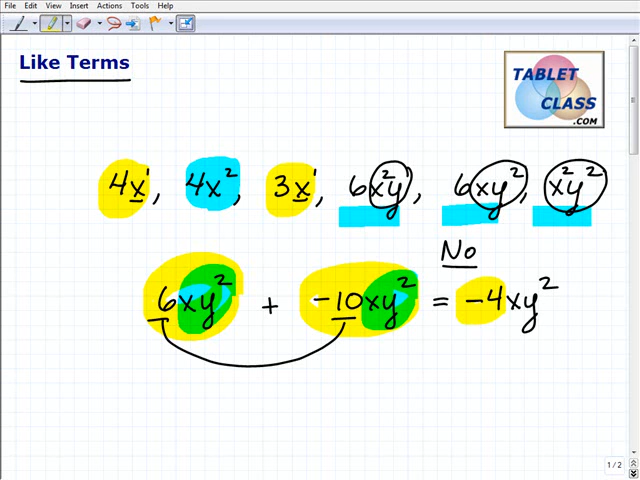 File Edit View Insert Actions Tools Help
Like Terms
TABLET
CLASS
.COM
4x¹, 4x², 3x¹, 6x²y¹, 6xy², x²y²
No
6xy² + -10xy² = -4xy²
1/2